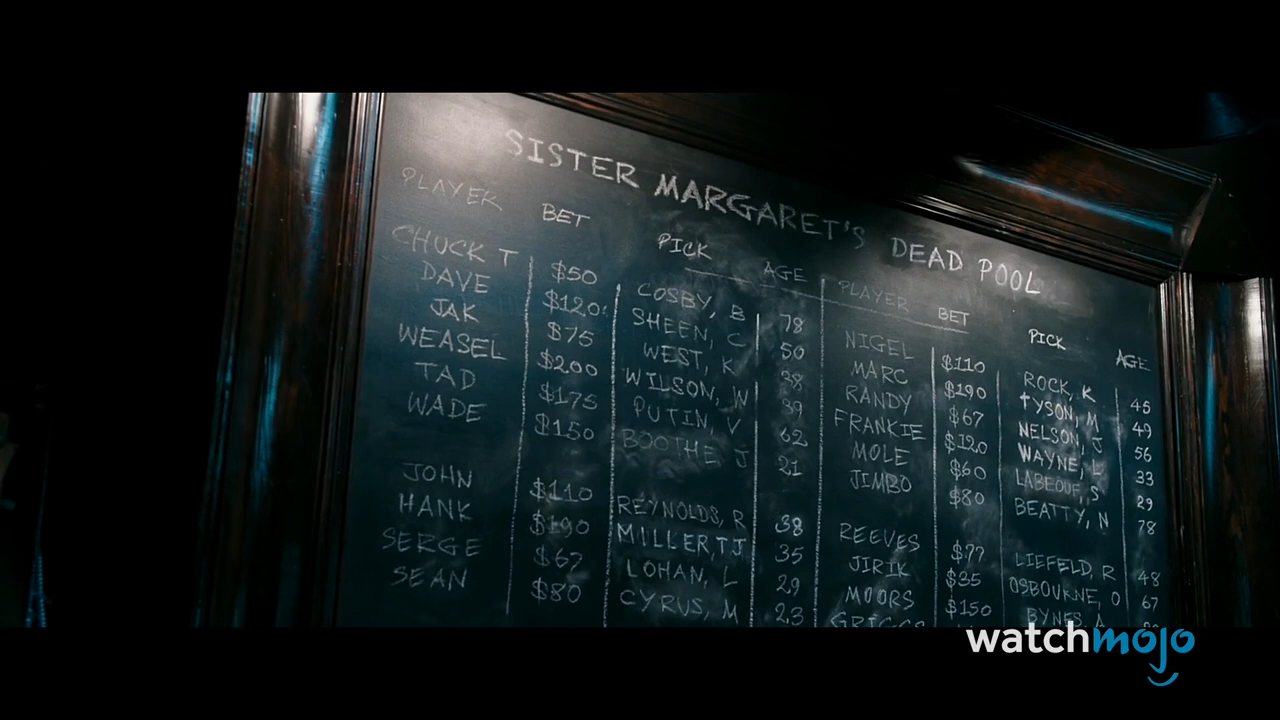 SISTER MARGARET'S DEAD POOL
PLAYER BET PICK AGE
CHUCK T $50 COSBY, B 78
DAVE $120 SHEEN, C 50
JAK $75 WEST, K 38
WEASEL $200 WILSON, W 39
TAD $175 PUTIN, V 62
WADE $150 BOOTHE J 21
JOHN $110 REYNOLDS, R 38
HANK $190 MILLER, TJ 35
SERGE $67 LOHAN, L 29
SEAN $80 CYRUS, M 23
PLAYER BET PICK AGE
NIGEL $110 ROCK, K 45
MARC $190 TYSON, M 49
RANDY $67 NELSON, J 56
FRANKIE $120 WAYNE, L 33
MOLE $60 LABEOUF, S 29
JIMBO $80 BEATTY, N 78
REEVES $77 LIEFELD, R 48
JIRIK $35 OSBOURNE, O 67
MOORS $150 BYNES, A
GRIGGS
watchmojo